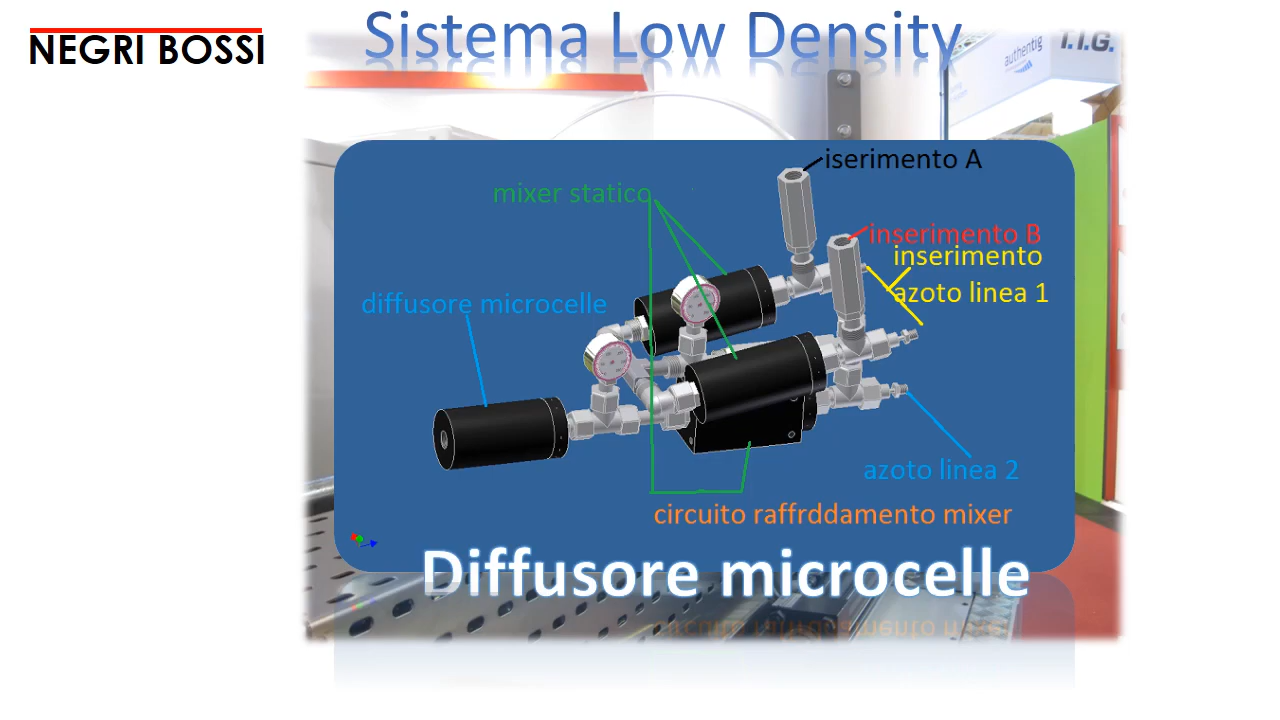 Sistema Low Density
NEGRI BOSSI
authentig
T.I.G.
iserimento A
mixer statico
inserimento B
inserimento
azoto linea 1
diffusore microcelle
azoto linea 2
circuito raffrddamento mixer
Diffusore microcelle